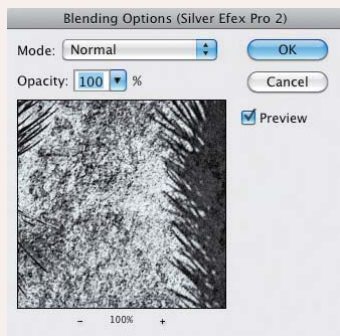 Blending Options (Silver Efex Pro 2)
Mode: Normal
OK
Opacity: 100 %
Cancel
Preview
- 100% +